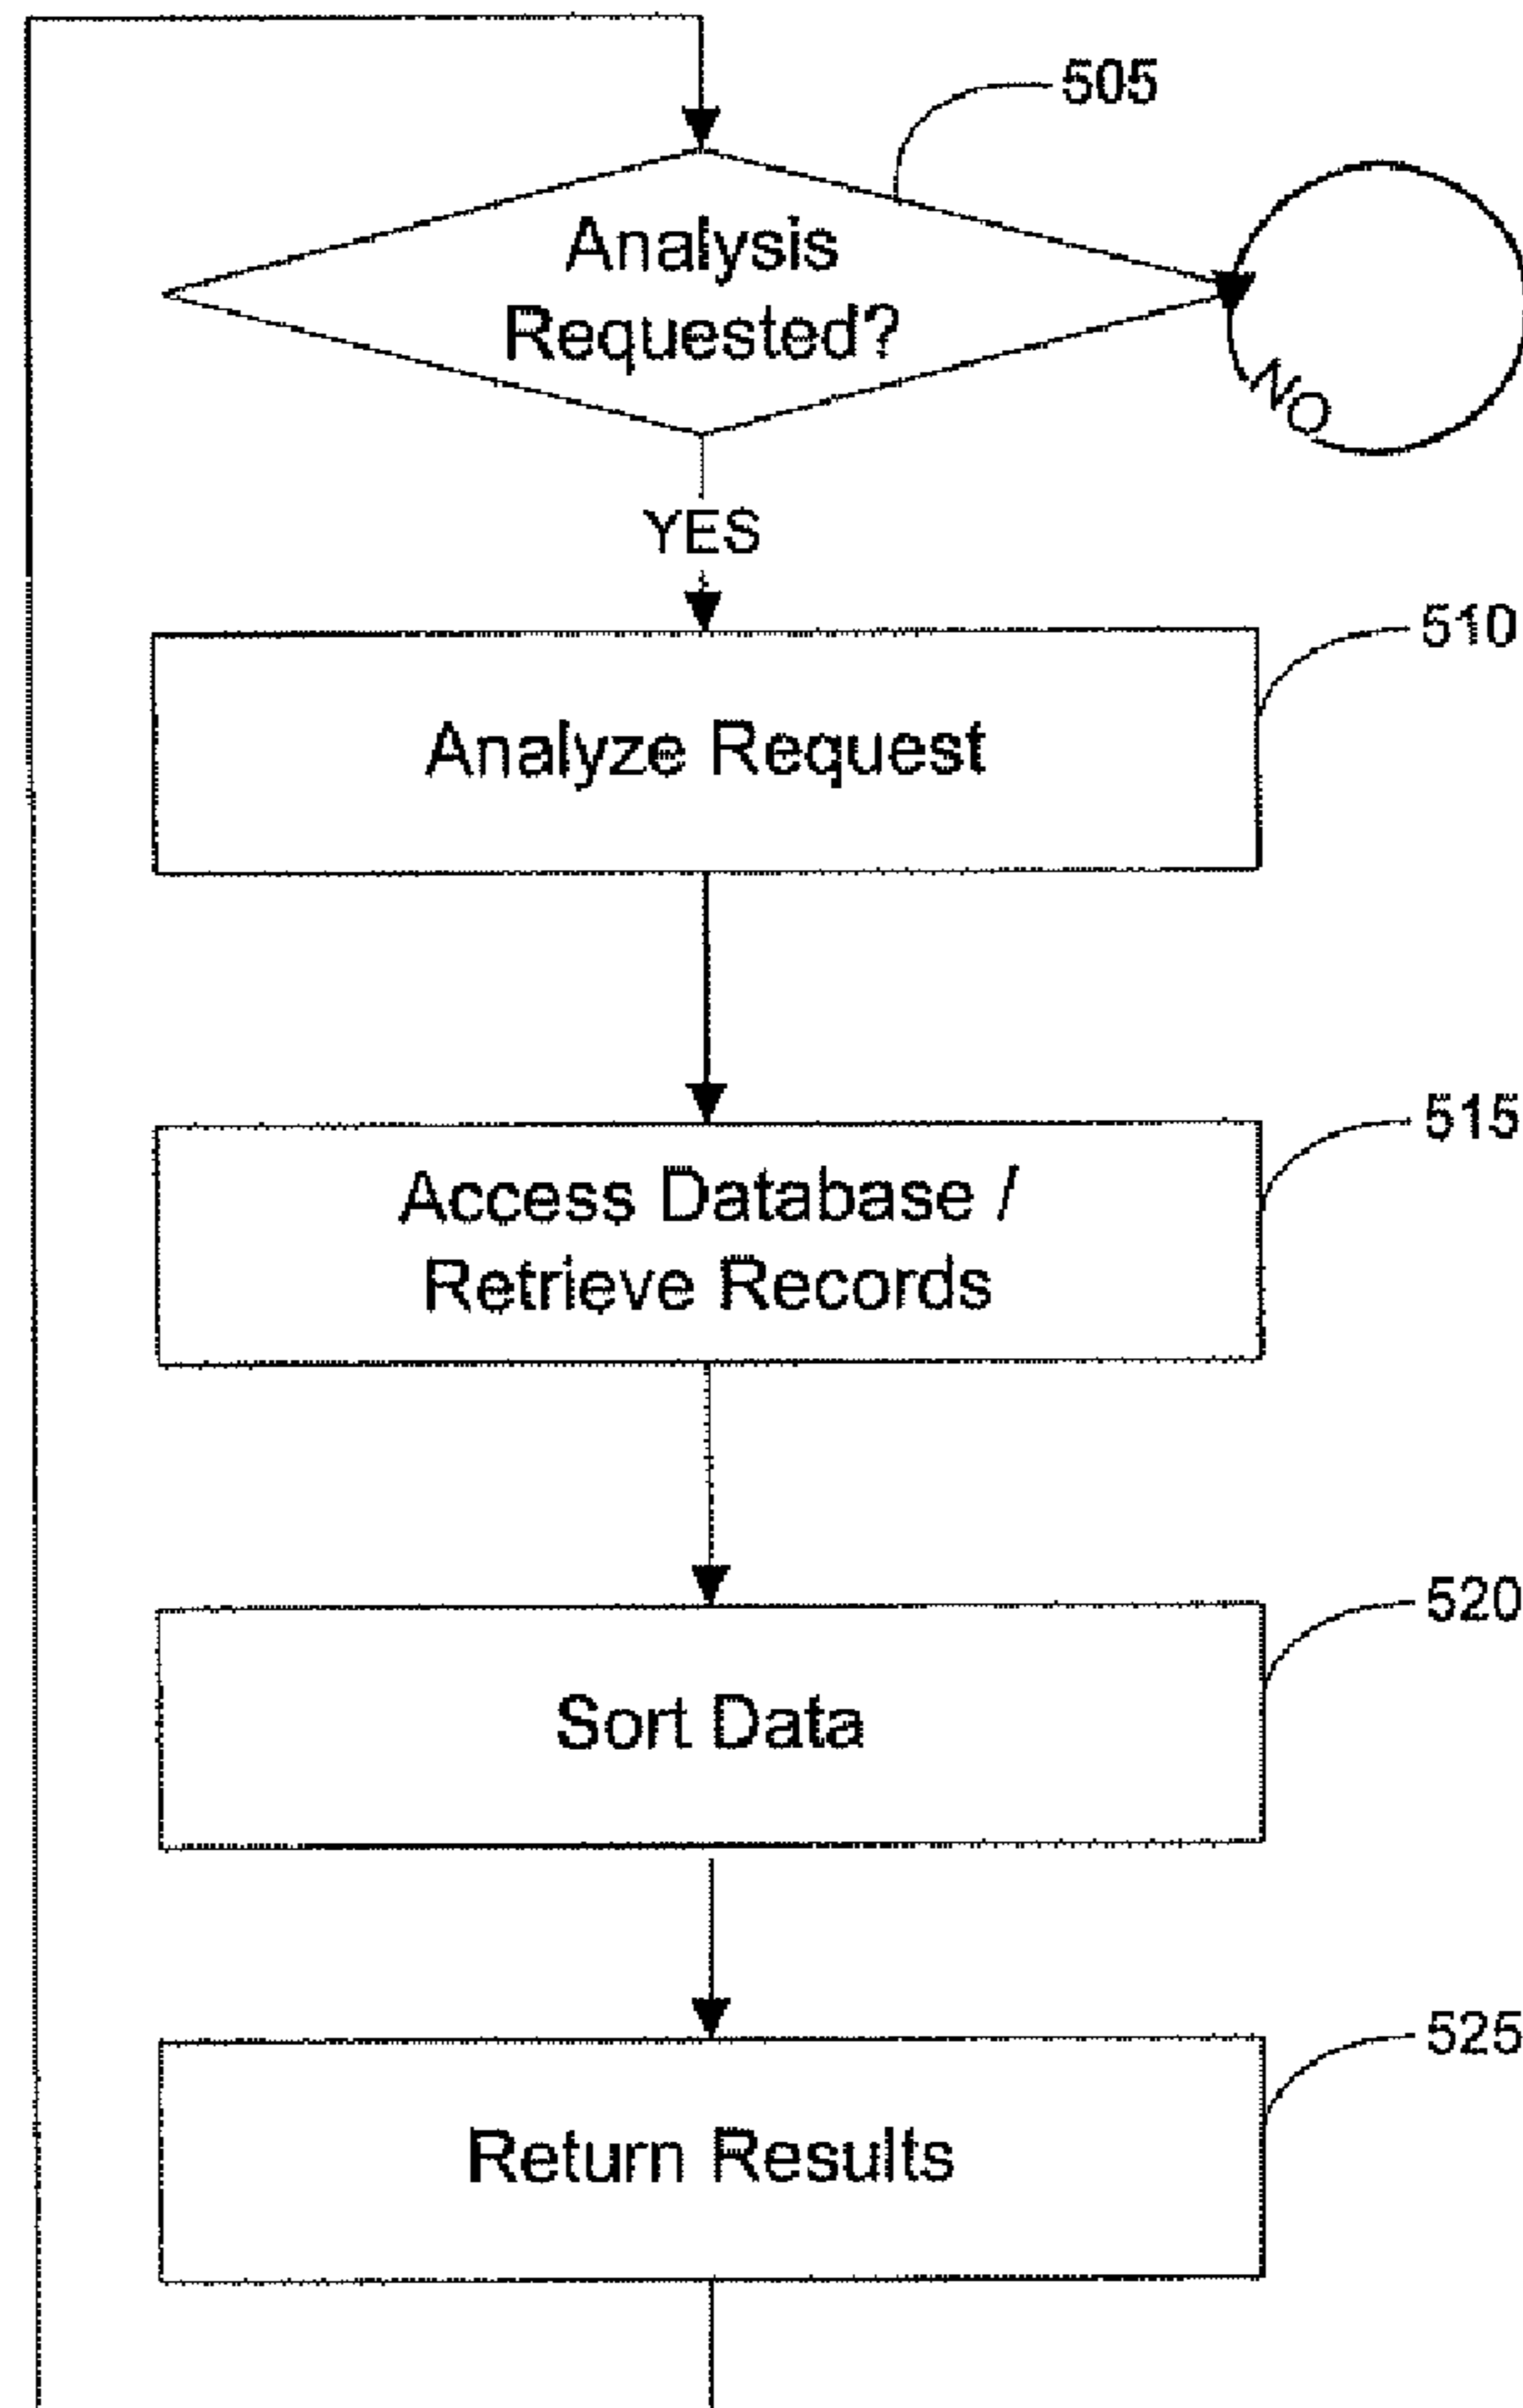 505
Analysis
Requested?
NO
YES
510
Analyze Request
515
Access Database /
Retrieve Records
520
Sort Data
525
Return Results